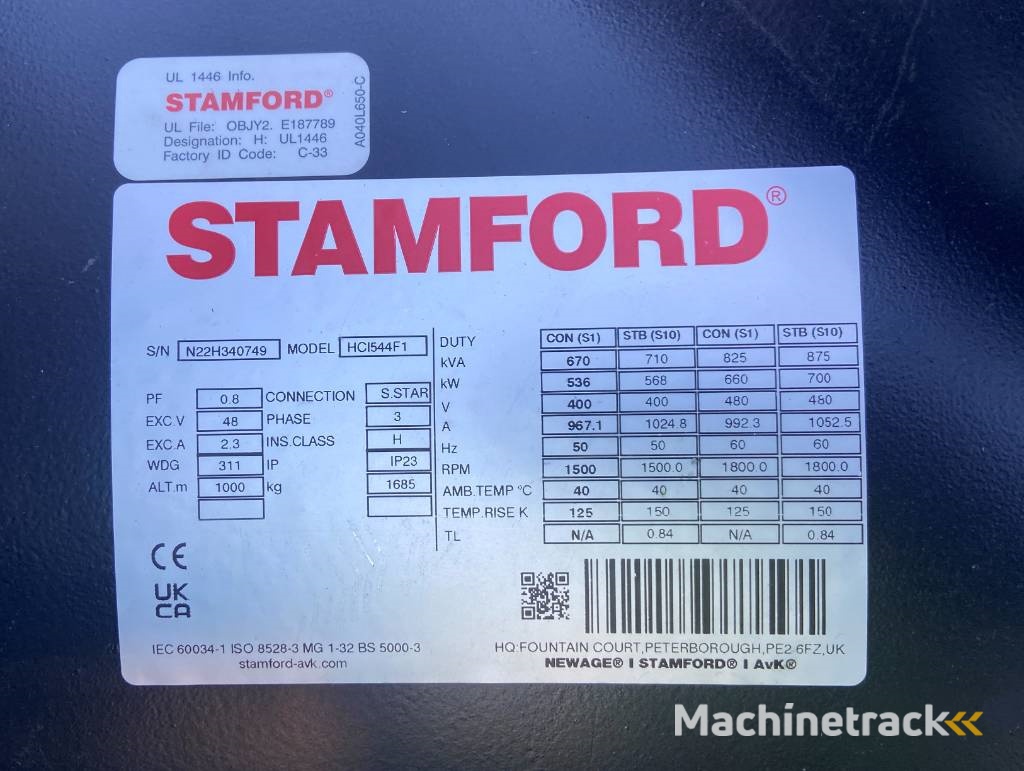 UL 1446 Info.
STAMFORD®
UL File: OBJY2. E187789
Designation: H: UL1446
Factory ID Code: C-33
A040L650-C
STAMFORD®
S/N N22H340749 MODEL HCI544F1
PF 0.8 CONNECTION S.STAR
EXC.V 48 PHASE 3
EXC.A 2.3 INS.CLASS H
WDG 311 IP IP23
ALT.m 1000 kg 1685
DUTY CON (S1) STB (S10) CON (S1) STB (S10)
kVA 670 710 825 875
kW 536 568 660 700
V 400 400 480 480
A 967.1 1024.8 992.3 1052.5
Hz 50 50 60 60
RPM 1500 1500.0 1800.0 1800.0
AMB.TEMP °C 40 40 40 40
TEMP.RISE K 125 150 125 150
TL N/A 0.84 N/A 0.84
CE
UK
CA
IEC 60034-1 ISO 8528-3 MG 1-32 BS 5000-3
stamford-avk.com
HQ:FOUNTAIN COURT,PETERBOROUGH,PE2 6FZ,UK
NEWAGE® I STAMFORD® I AvK®
Machinetrack